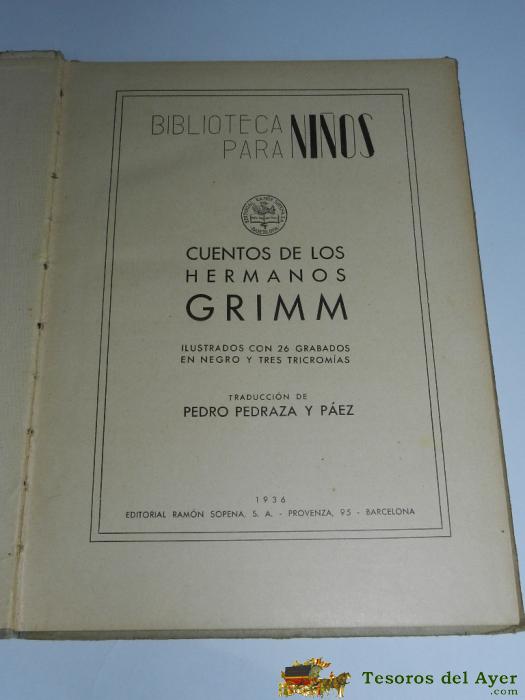 BIBLIOTECA
PARA NIÑOS
CUENTOS DE LOS
HERMANOS
GRIMM
ILUSTRADOS CON 26 GRABADOS
EN NEGRO Y TRES TRICROMÍAS
TRADUCCIÓN DE
PEDRO PEDRAZA Y PÁEZ
1936
EDITORIAL RAMÓN SOPENA, S. A. - PROVENZA, 95 - BARCELONA
Tesoros del Ayer
.com